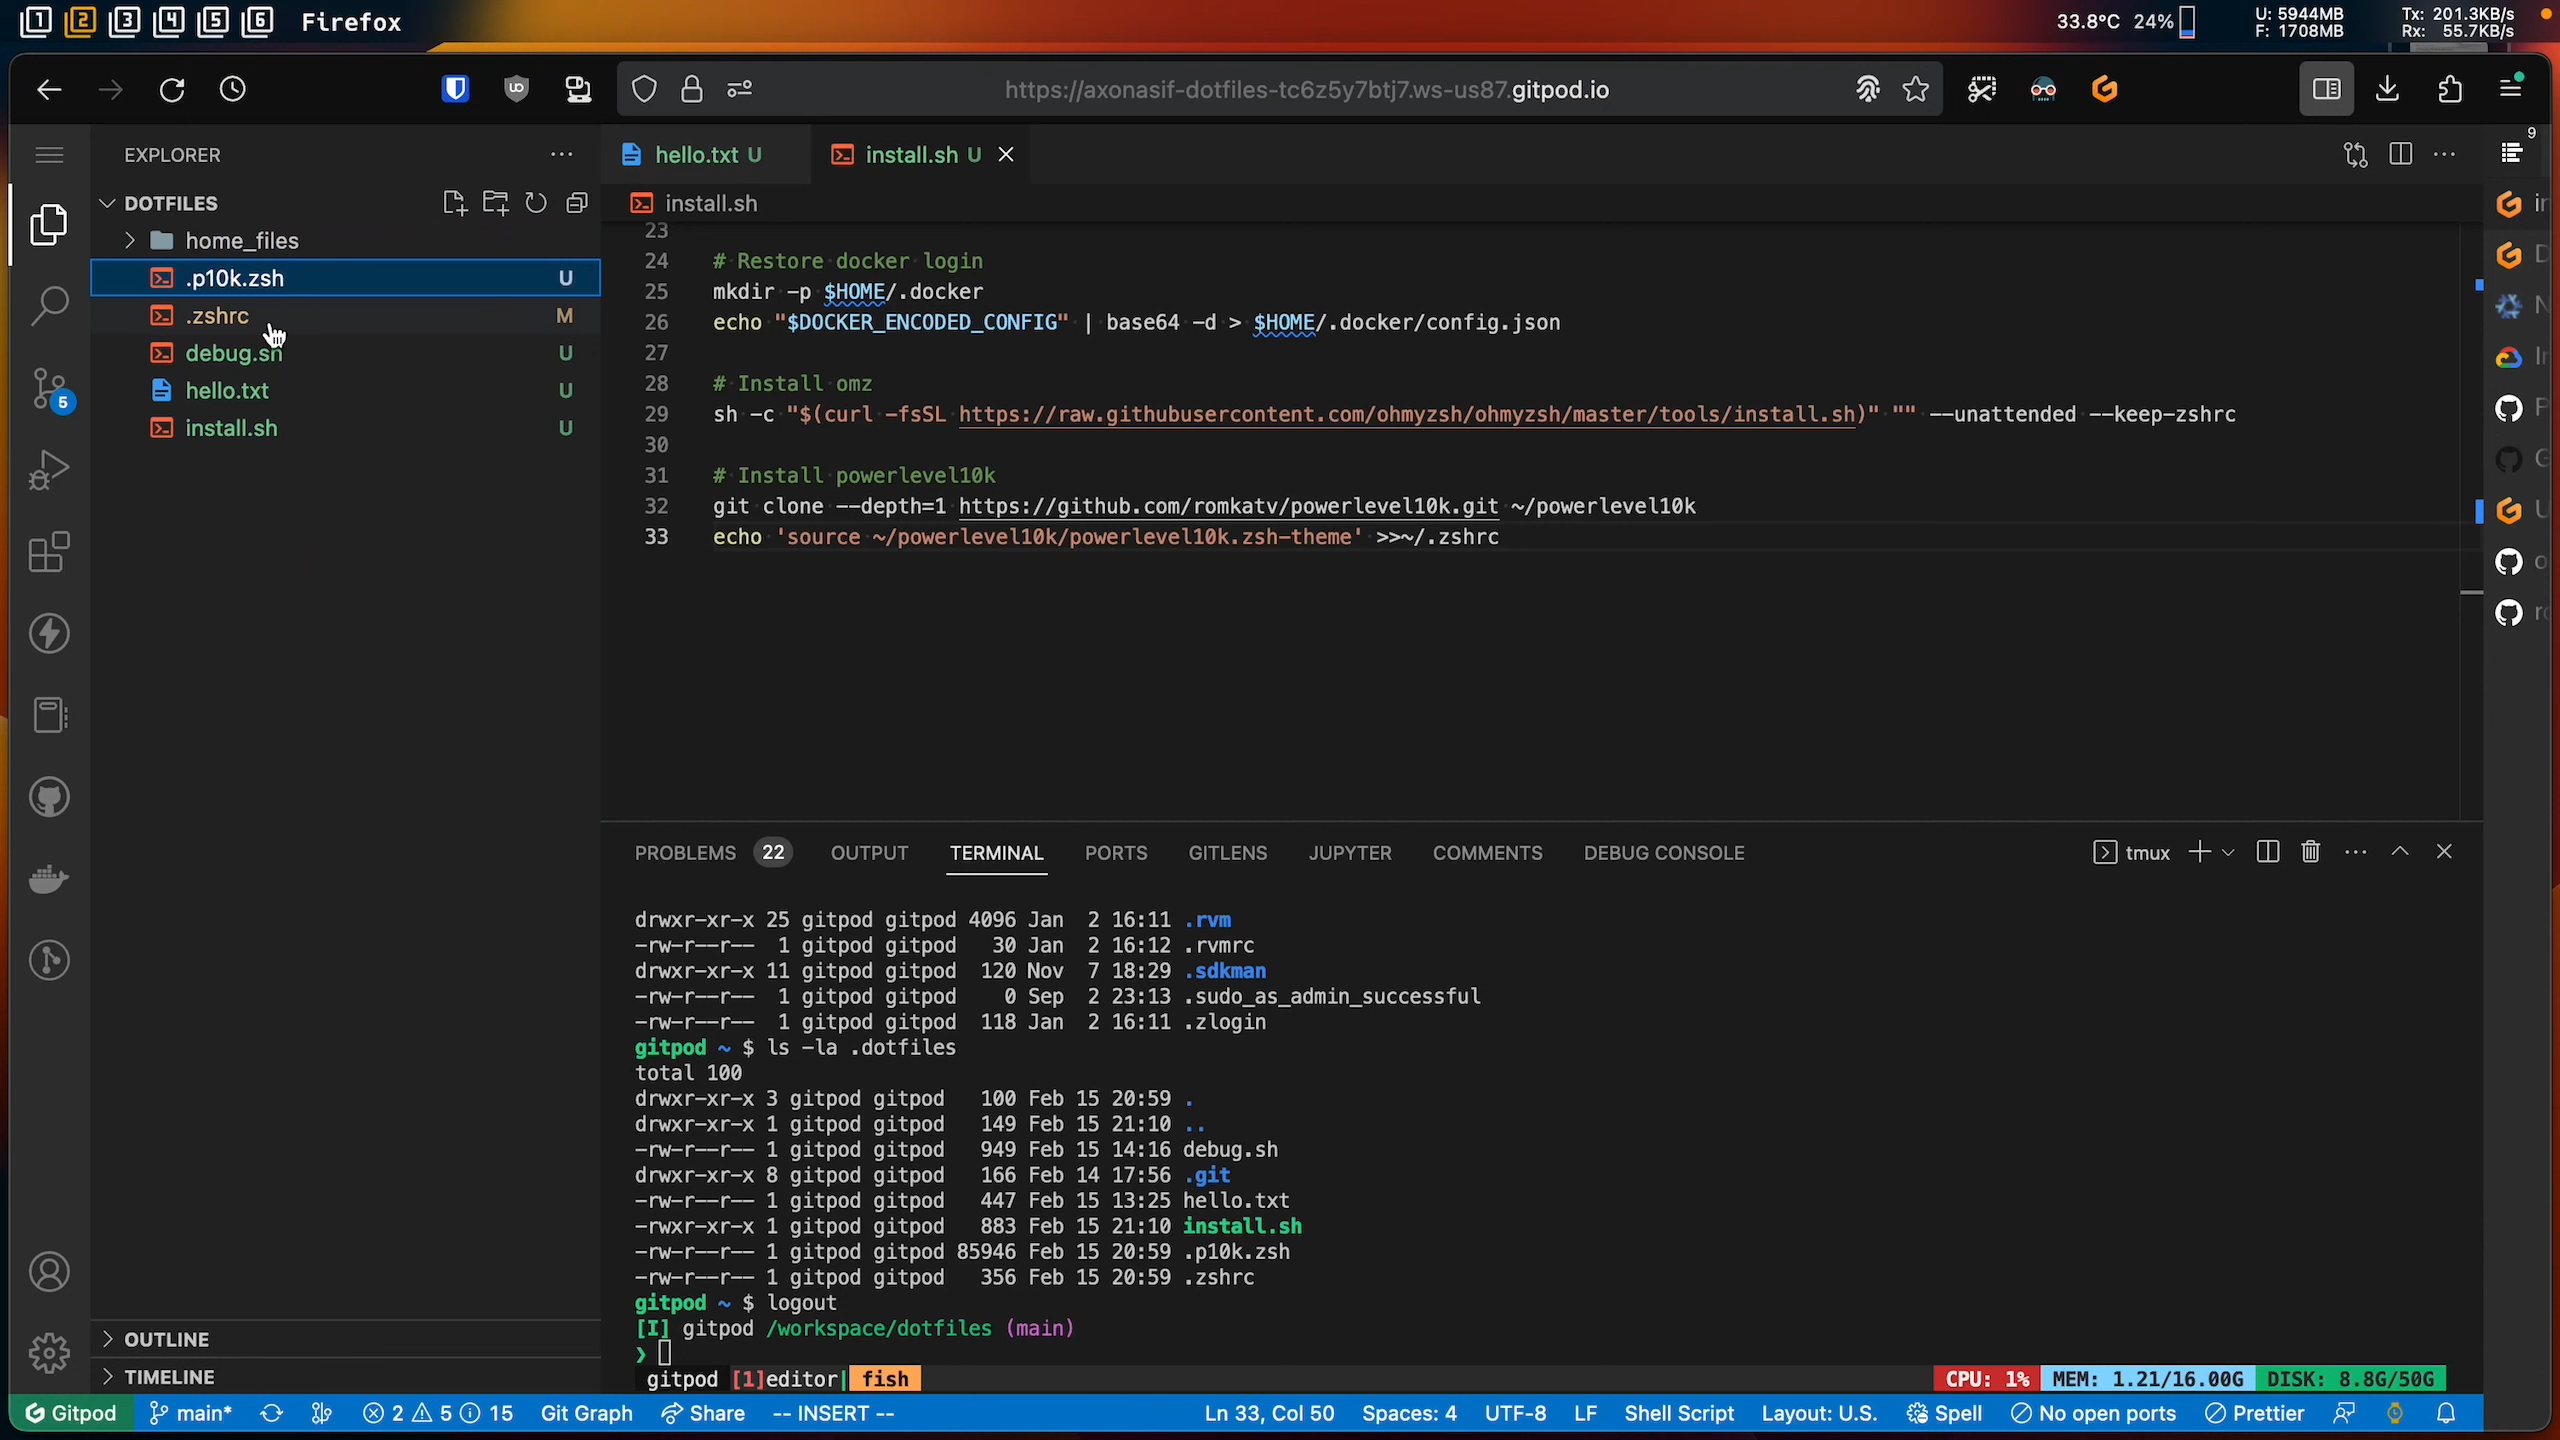 1 2 3 4 5 6 Firefox
33.8°C 24%
U: 5944MB
F: 1708MB
Tx: 201.3KB/s
Rx: 55.7KB/s
https://axonasif-dotfiles-tc6z5y7btj7.ws-us87.gitpod.io
EXPLORER
DOTFILES
home_files
.p10k.zsh U
.zshrc M
debug.sh U
hello.txt U
install.sh U
5
OUTLINE
TIMELINE
hello.txt U
install.sh U
9
install.sh
23
24 # Restore docker login
25 mkdir -p $HOME/.docker
26 echo "$DOCKER_ENCODED_CONFIG" | base64 -d > $HOME/.docker/config.json
27
28 # Install omz
29 sh -c "$(curl -fsSL https://raw.githubusercontent.com/ohmyzsh/ohmyzsh/master/tools/install.sh)" "" --unattended --keep-zshrc
30
31 # Install powerlevel10k
32 git clone --depth=1 https://github.com/romkatv/powerlevel10k.git ~/powerlevel10k
33 echo 'source ~/powerlevel10k/powerlevel10k.zsh-theme' >>~/.zshrc
PROBLEMS 22 OUTPUT TERMINAL PORTS GITLENS JUPYTER COMMENTS DEBUG CONSOLE
tmux
drwxr-xr-x 25 gitpod gitpod 4096 Jan 2 16:11 .rvm
-rw-r--r-- 1 gitpod gitpod 30 Jan 2 16:12 .rvmrc
drwxr-xr-x 11 gitpod gitpod 120 Nov 7 18:29 .sdkman
-rw-r--r-- 1 gitpod gitpod 0 Sep 2 23:13 .sudo_as_admin_successful
-rw-r--r-- 1 gitpod gitpod 118 Jan 2 16:11 .zlogin
gitpod ~ $ ls -la .dotfiles
total 100
drwxr-xr-x 3 gitpod gitpod 100 Feb 15 20:59 .
drwxr-xr-x 1 gitpod gitpod 149 Feb 15 21:10 ..
-rw-r--r-- 1 gitpod gitpod 949 Feb 15 14:16 debug.sh
drwxr-xr-x 8 gitpod gitpod 166 Feb 14 17:56 .git
-rw-r--r-- 1 gitpod gitpod 447 Feb 15 13:25 hello.txt
-rwxr-xr-x 1 gitpod gitpod 883 Feb 15 21:10 install.sh
-rw-r--r-- 1 gitpod gitpod 85946 Feb 15 20:59 .p10k.zsh
-rw-r--r-- 1 gitpod gitpod 356 Feb 15 20:59 .zshrc
gitpod ~ $ logout
[I] gitpod /workspace/dotfiles (main)
❯
gitpod [1]editor| fish
CPU: 1% MEM: 1.21/16.00G DISK: 8.8G/50G
Gitpod main* 2 5 15 Git Graph Share -- INSERT -- Ln 33, Col 50 Spaces: 4 UTF-8 LF Shell Script Layout: U.S. Spell No open ports Prettier